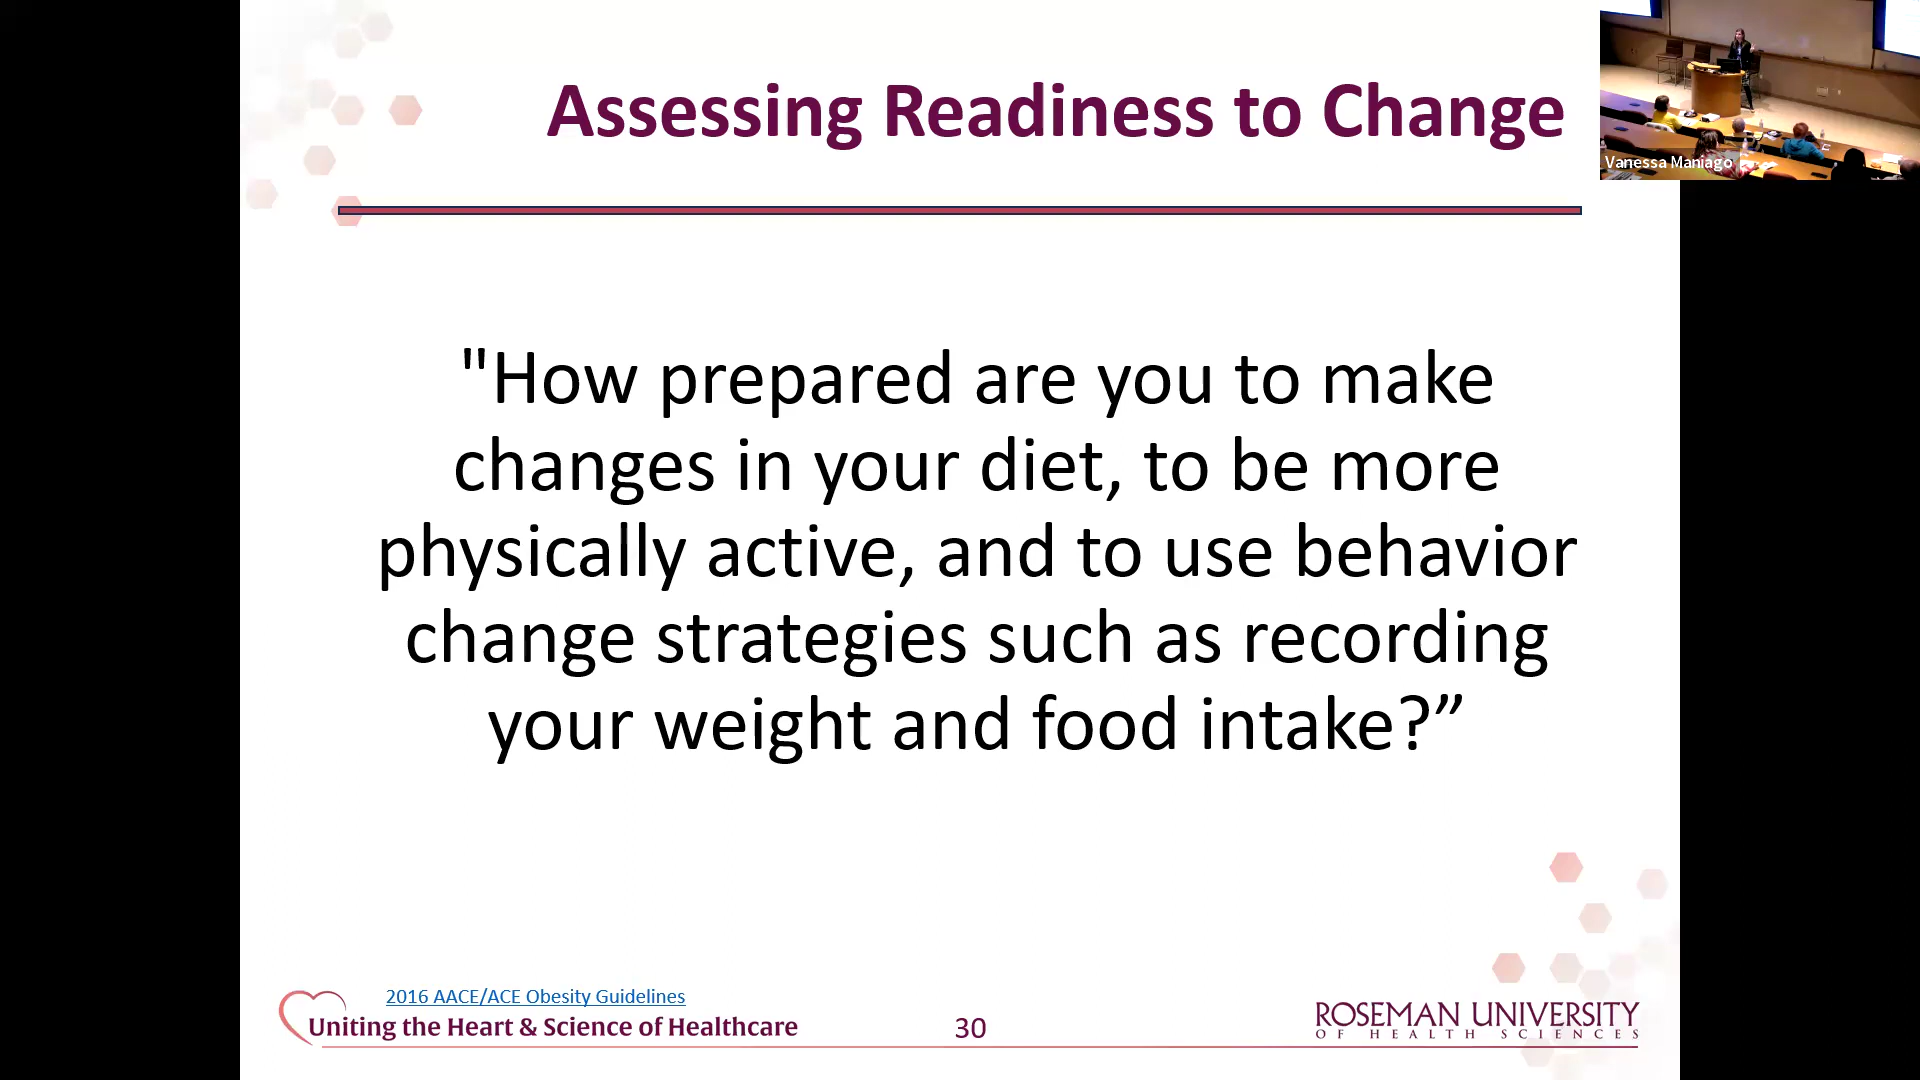 Assessing Readiness to Change
Vanessa Maniago
"How prepared are you to make
changes in your diet, to be more
physically active, and to use behavior
change strategies such as recording
your weight and food intake?”
2016 AACE/ACE Obesity Guidelines
Uniting the Heart & Science of Healthcare
30
ROSEMAN UNIVERSITY
OF HEALTH SCIENCES